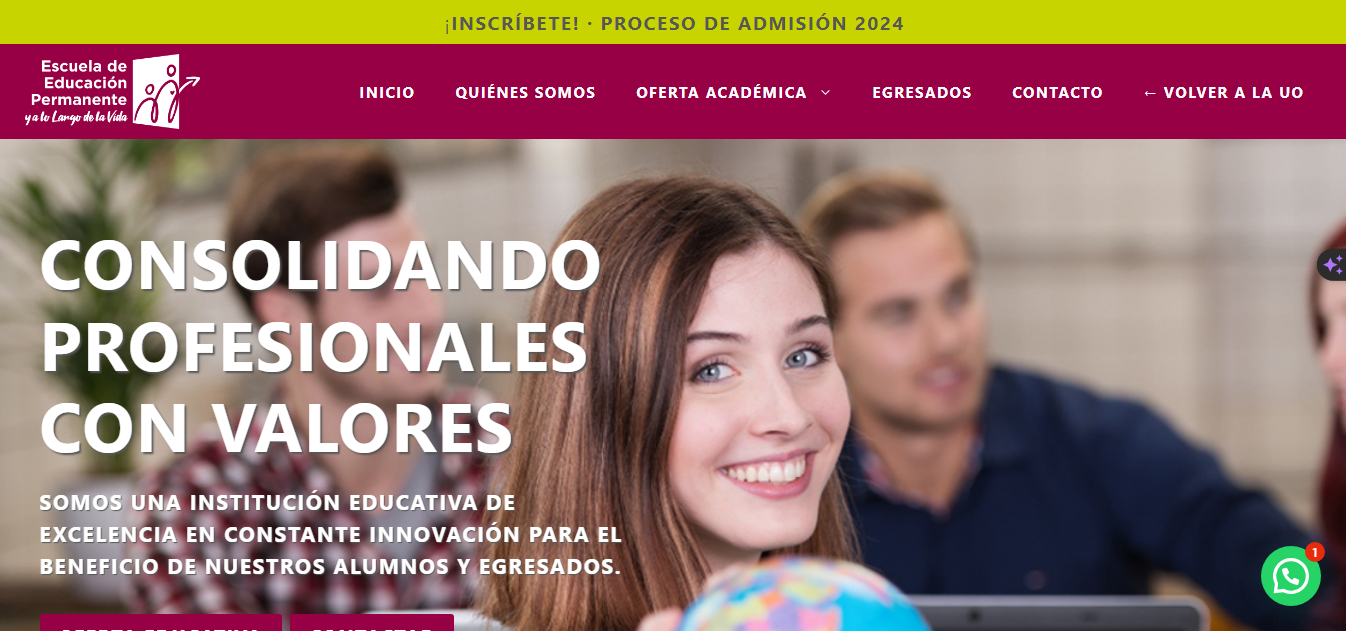 ¡INSCRÍBETE! · PROCESO DE ADMISIÓN 2024
Escuela de
Educación
Permanente
y a lo Largo de la Vida
INICIO QUIÉNES SOMOS OFERTA ACADÉMICA EGRESADOS CONTACTO ← VOLVER A LA UO
CONSOLIDANDO
PROFESIONALES
CON VALORES
SOMOS UNA INSTITUCIÓN EDUCATIVA DE
EXCELENCIA EN CONSTANTE INNOVACIÓN PARA EL
BENEFICIO DE NUESTROS ALUMNOS Y EGRESADOS.
1